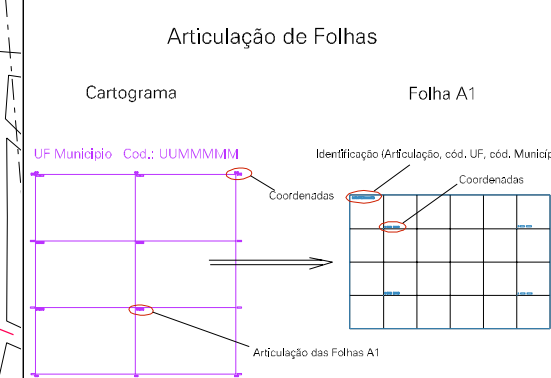 Articulação de Folhas
Cartograma
Folha A1
UF Municipio Cod.: UUMMMMM
Identificação (Articulação, cód. UF, cód. Municíp
Coordenadas
Coordenadas
Articulação das Folhas A1